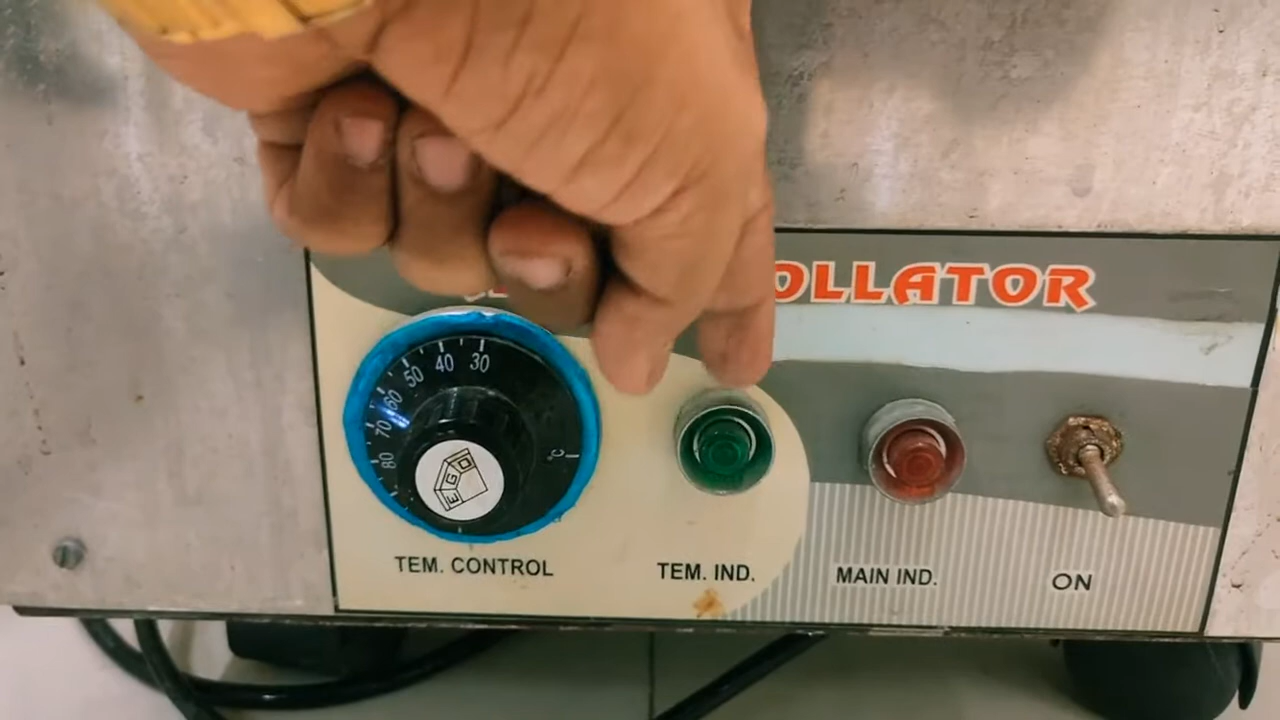 OLLATOR
30
40
50
60
70
80
°C
EGO
TEM. CONTROL
TEM. IND.
MAIN IND.
ON